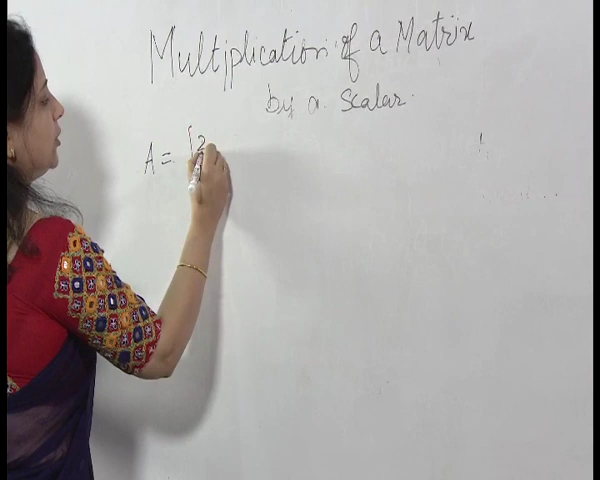 Multiplication of a Matrix
by a Scalar.
A = [2